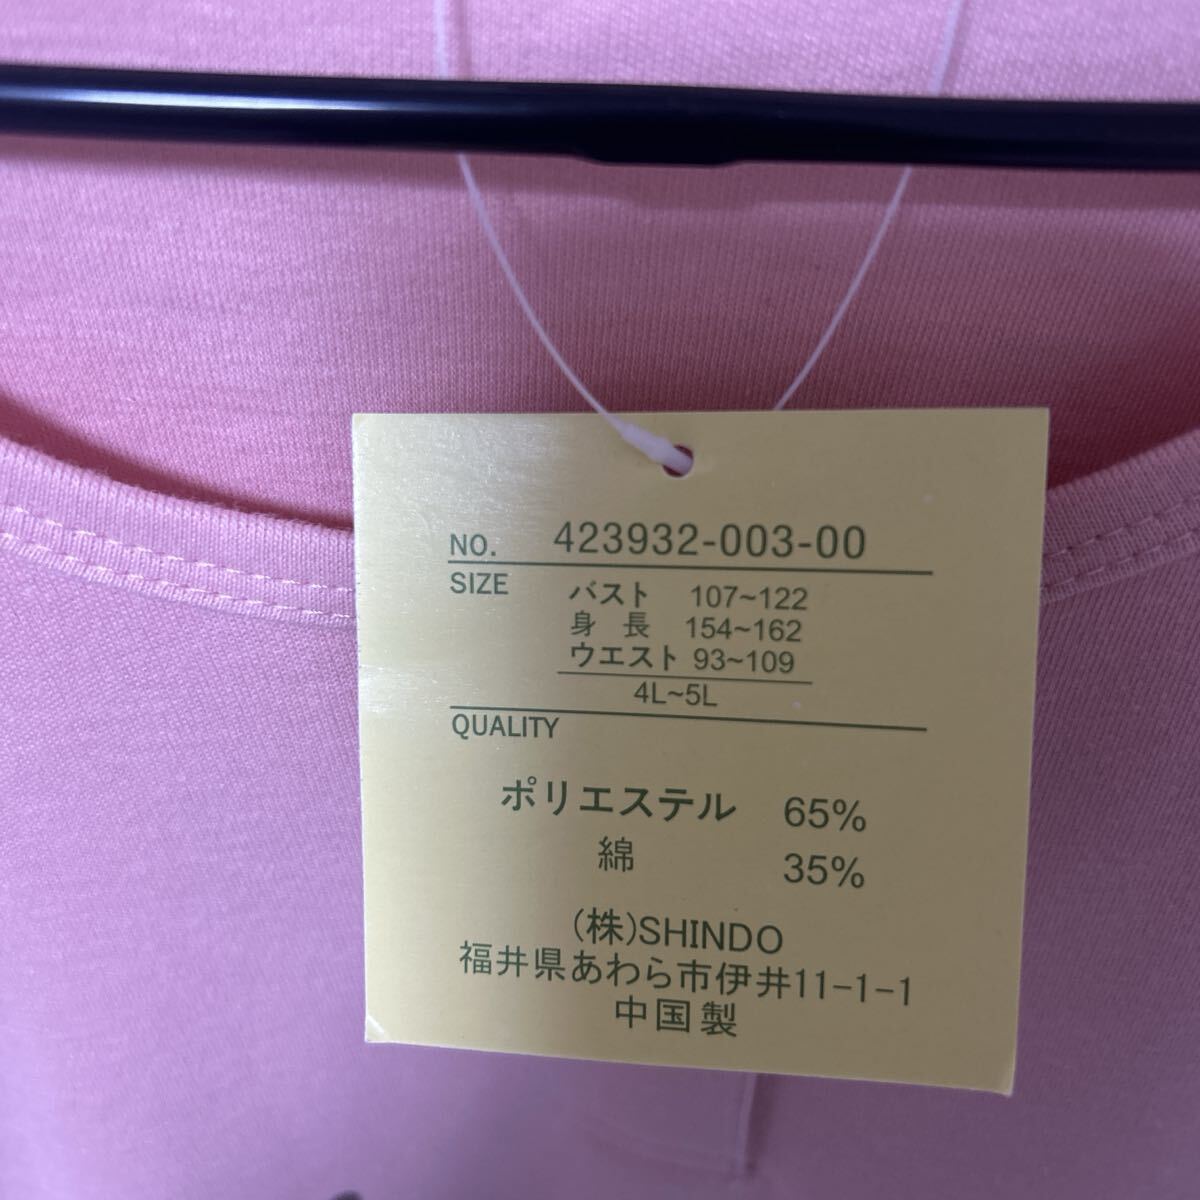 NO. 423932-003-00
SIZE バスト 107~122
身 長 154~162
ウエスト 93~109
4L~5L
QUALITY
ポリエステル 65%
綿 35%
(株)SHINDO
福井県あわら市伊井11-1-1
中国製